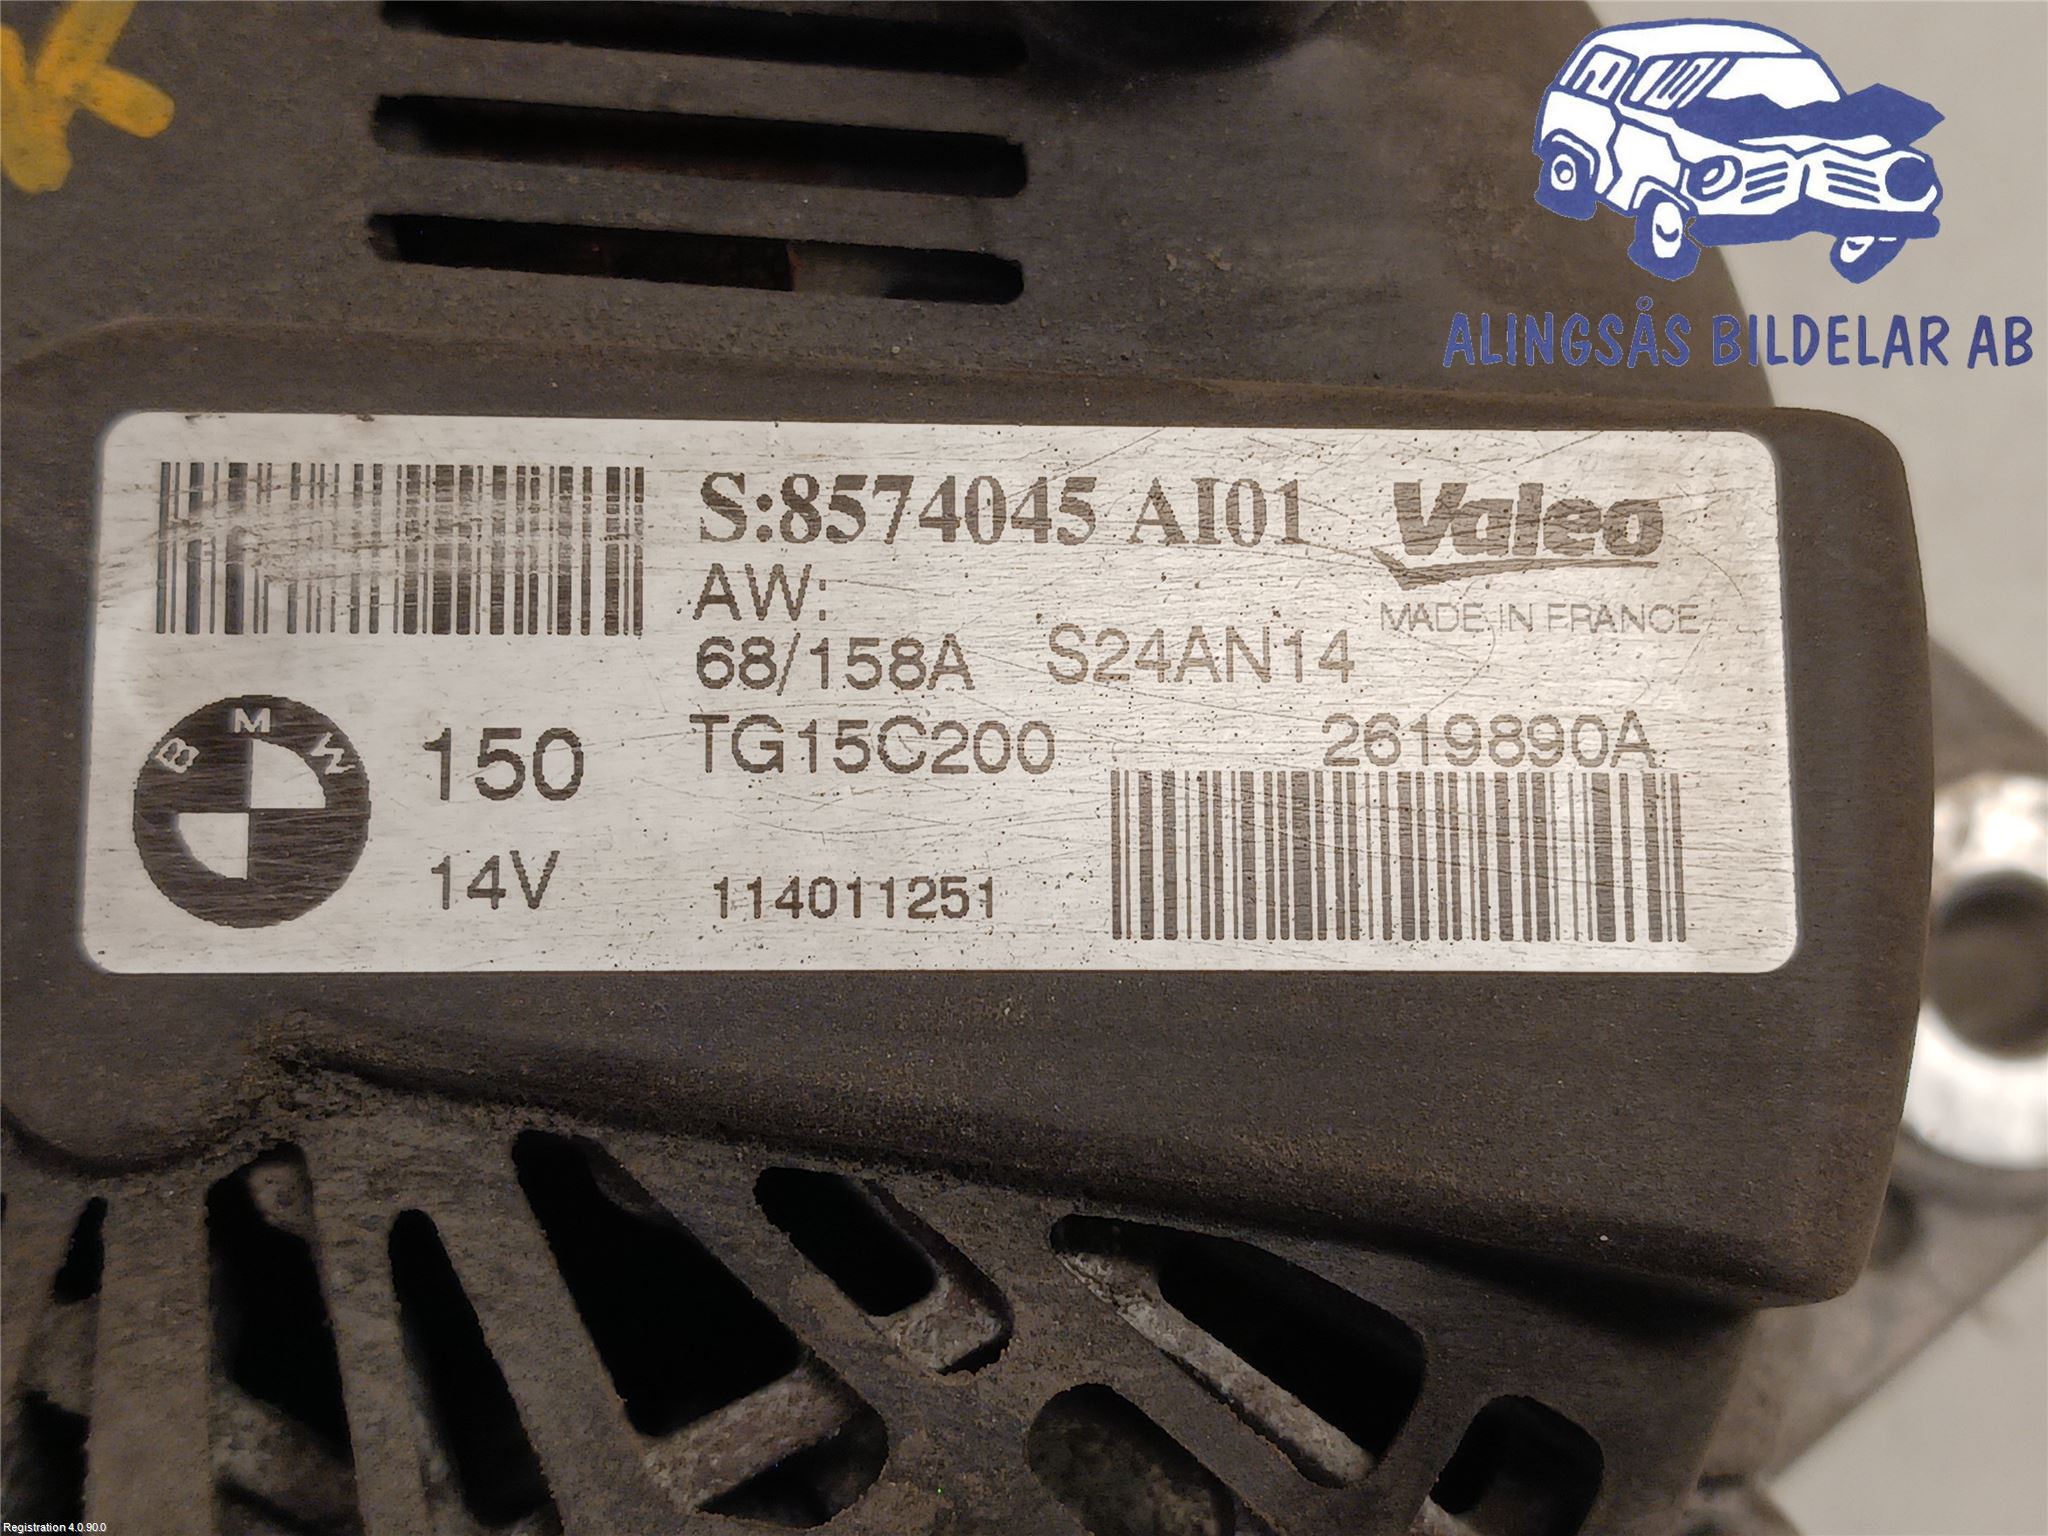 K
ALINGSÅS BILDELAR AB
S:8574045 AI01
Valeo
AW:
MADE IN FRANCE
68/158A S24AN14
BMW
150
TG15C200 2619890A
14V
114011251
Registration 4.0.90.0